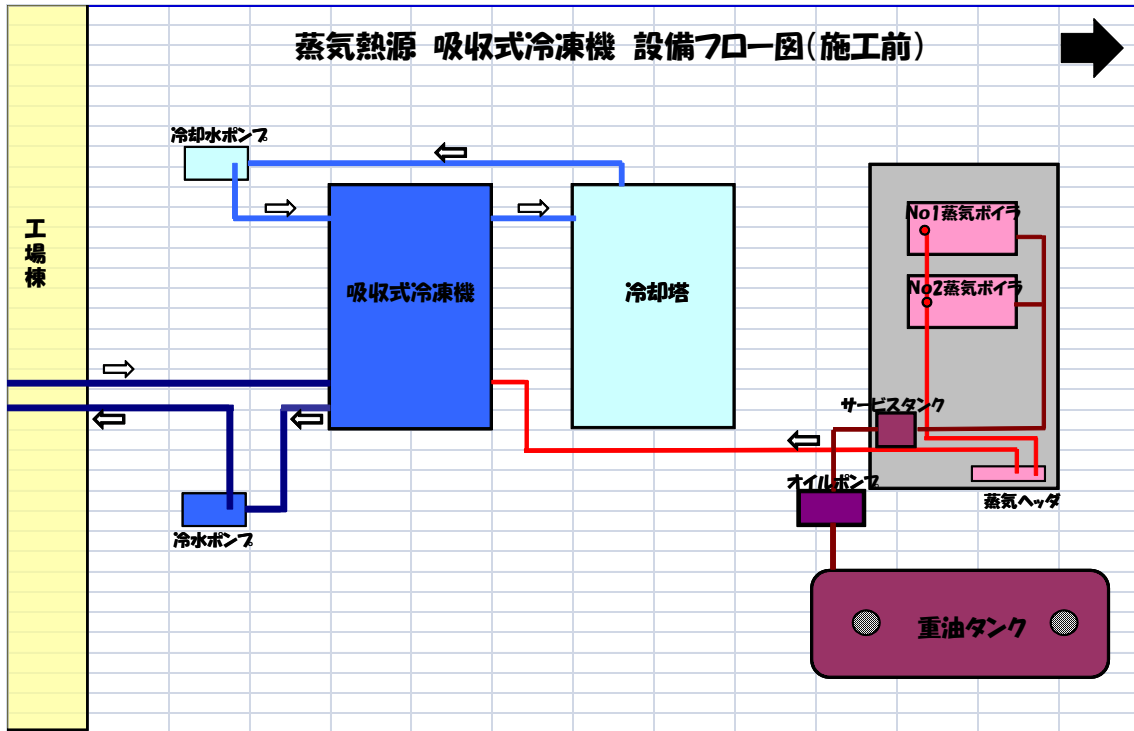 蒸気熱源 吸収式冷凍機 設備フロー図(施工前)
冷却水ポンプ
工場棟
No1蒸気ボイラ
No2蒸気ボイラ
吸収式冷凍機
冷却塔
サービスタンク
オイルポンプ
蒸気ヘッダ
冷水ポンプ
重油タンク